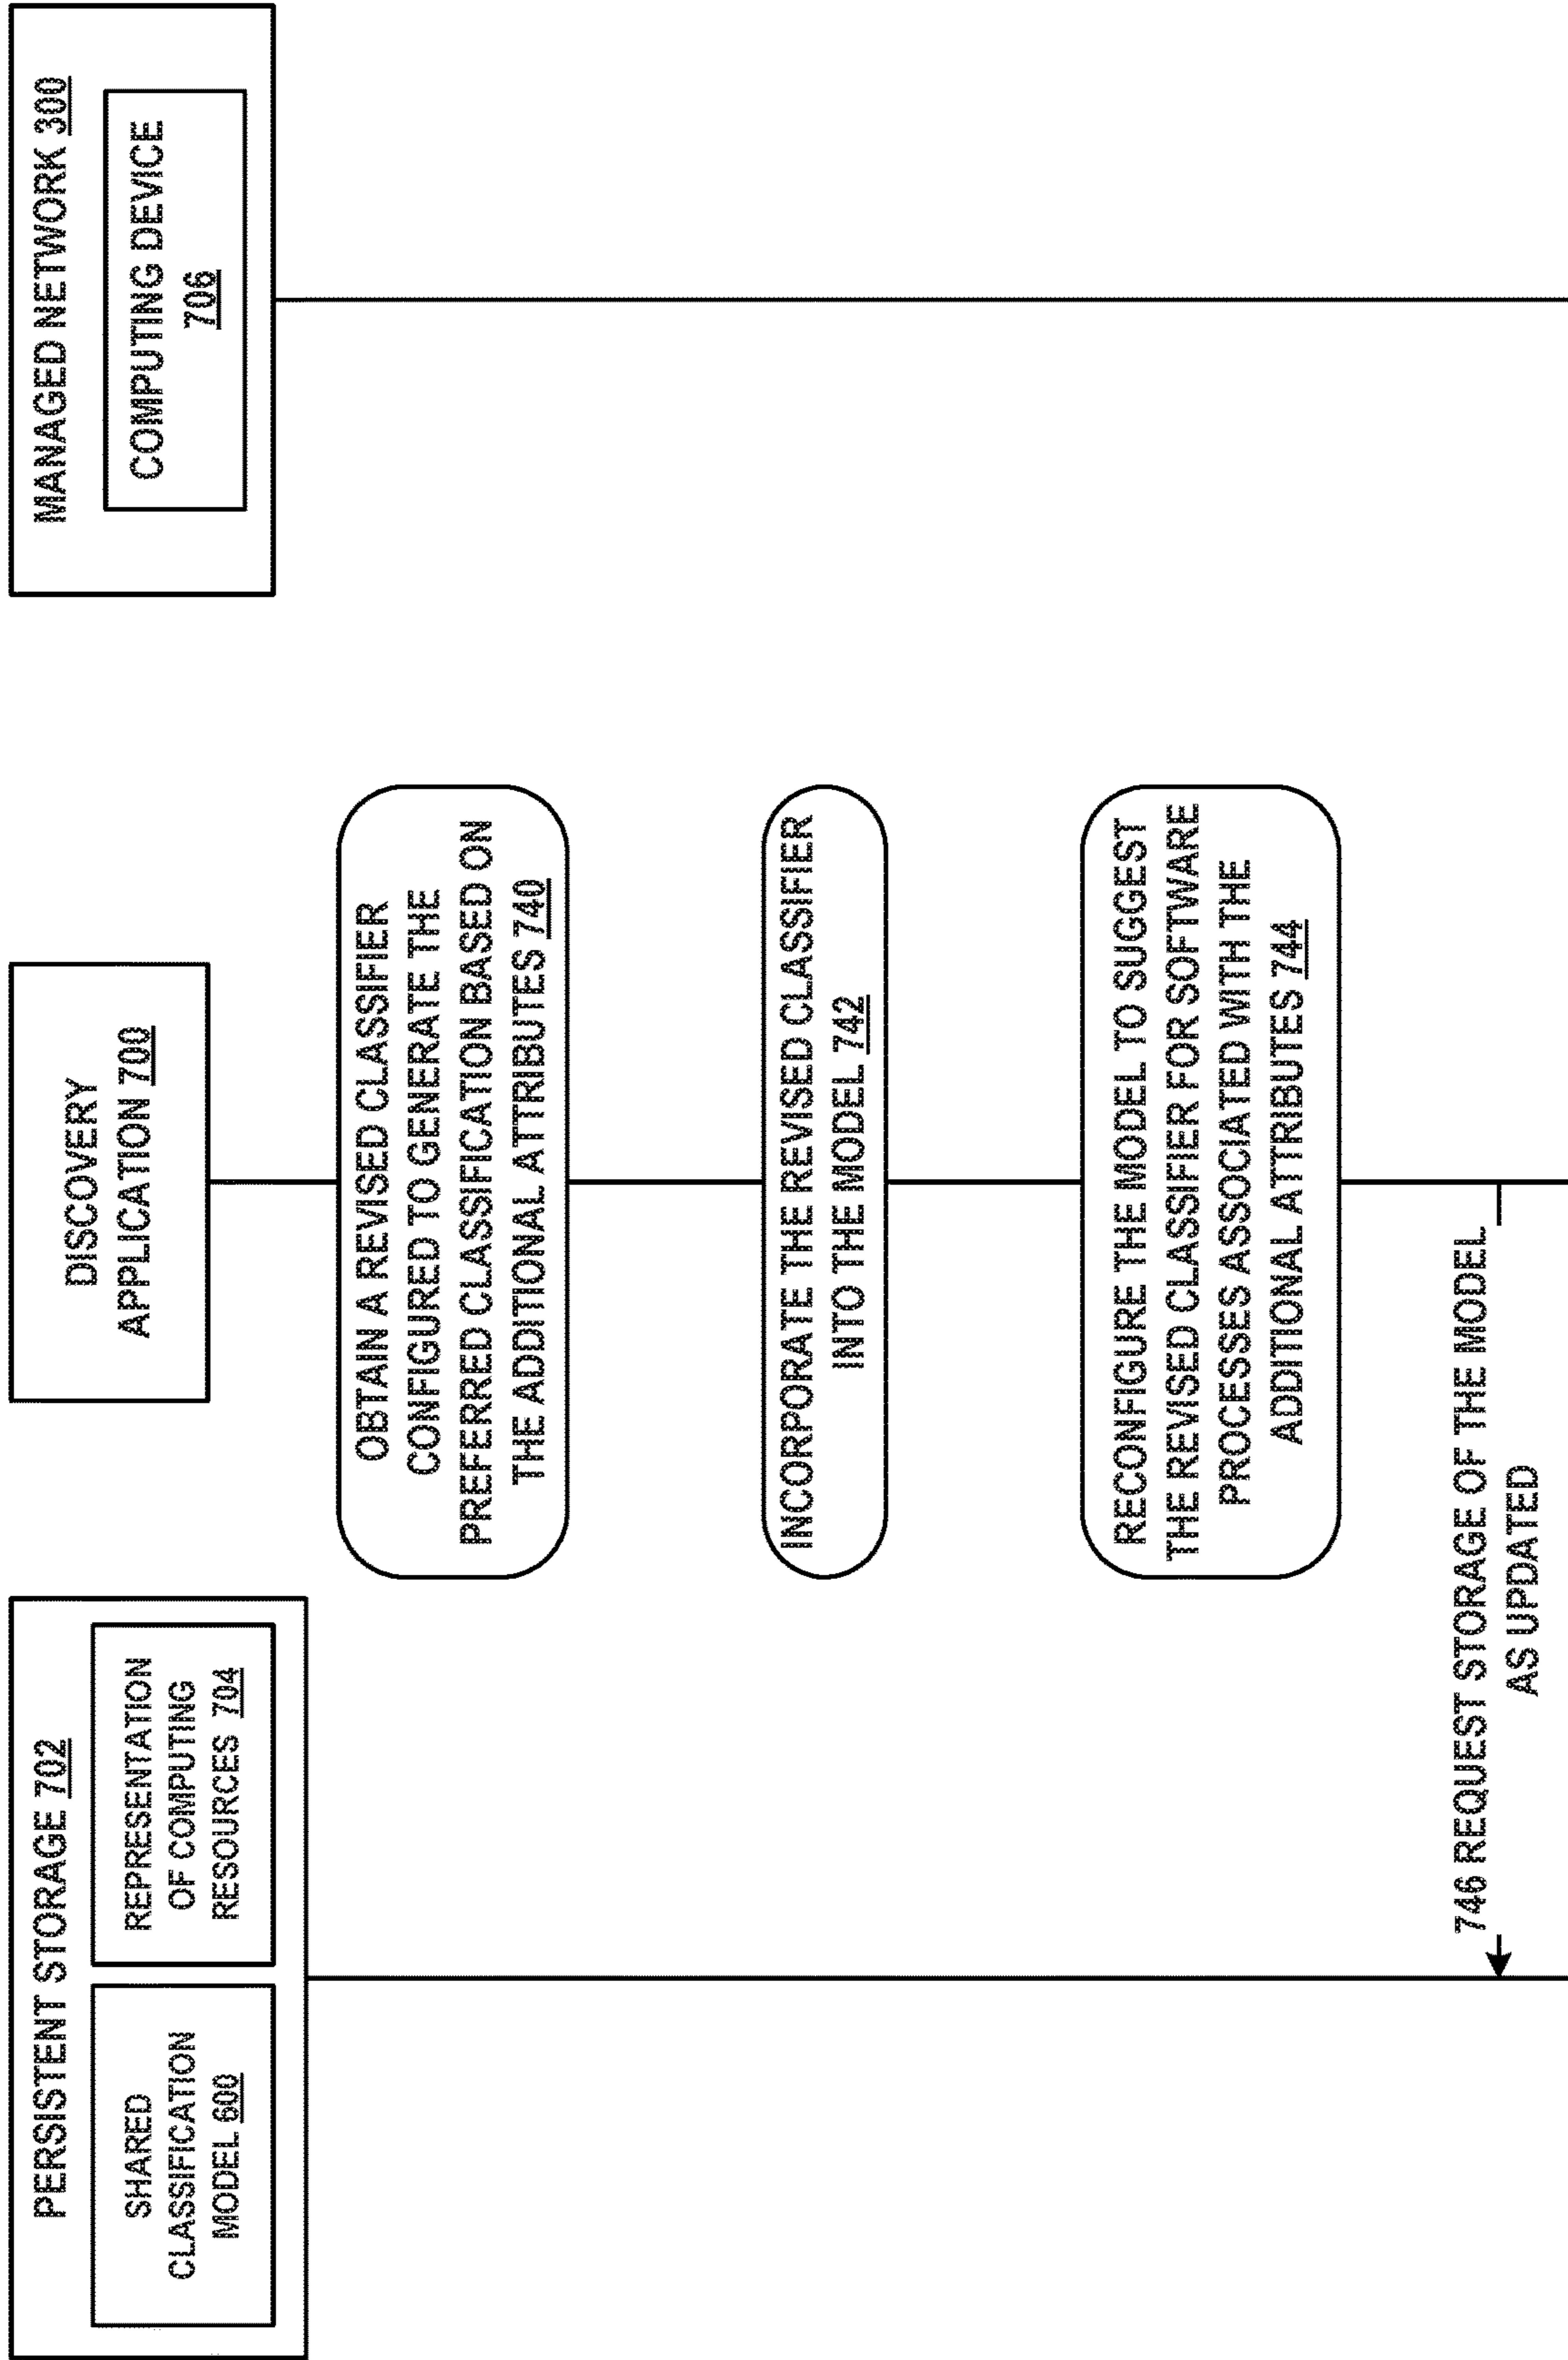 PERSISTENT STORAGE 702
SHARED
CLASSIFICATION
MODEL 600
REPRESENTATION
OF COMPUTING
RESOURCES 704
DISCOVERY
APPLICATION 700
MANAGED NETWORK 300
COMPUTING DEVICE
706
OBTAIN A REVISED CLASSIFIER
CONFIGURED TO GENERATE THE
PREFERRED CLASSIFICATION BASED ON
THE ADDITIONAL ATTRIBUTES 740
INCORPORATE THE REVISED CLASSIFIER
INTO THE MODEL 742
RECONFIGURE THE MODEL TO SUGGEST
THE REVISED CLASSIFIER FOR SOFTWARE
PROCESSES ASSOCIATED WITH THE
ADDITIONAL ATTRIBUTES 744
746 REQUEST STORAGE OF THE MODEL
AS UPDATED